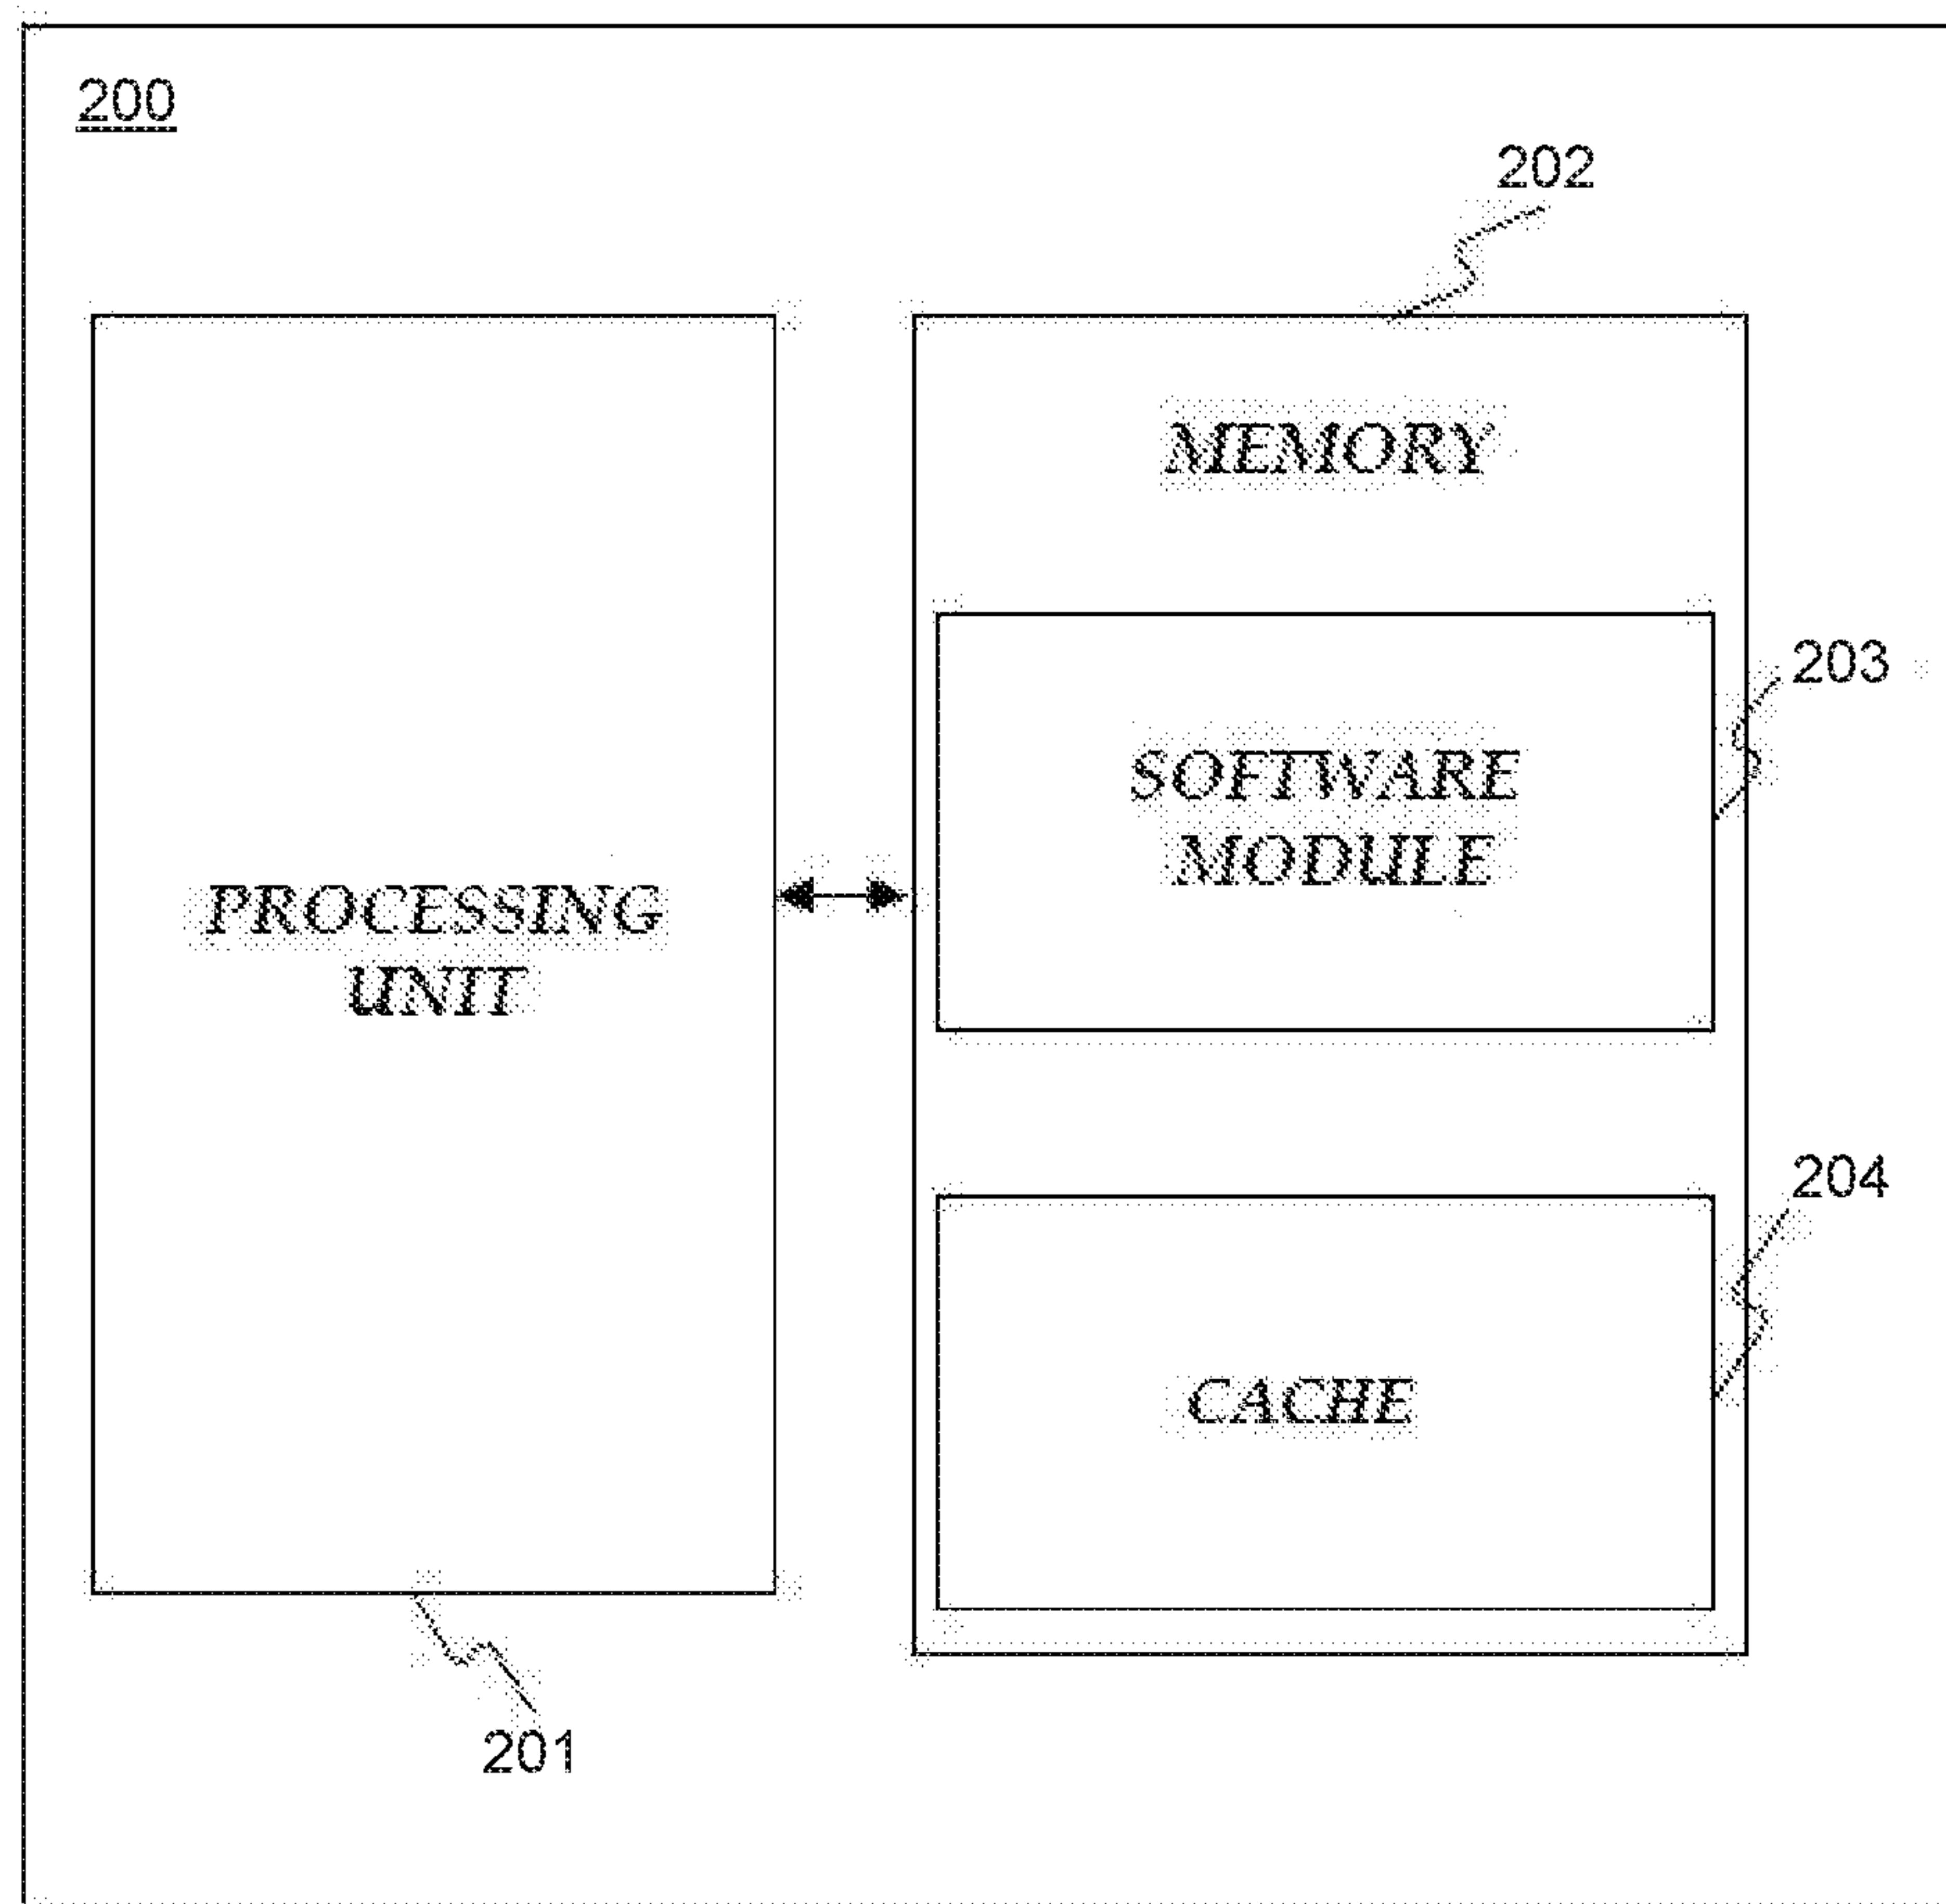 200
202
MEMORY
203
SOFTWARE
MODULE
PROCESSING
UNIT
204
CACHE
201